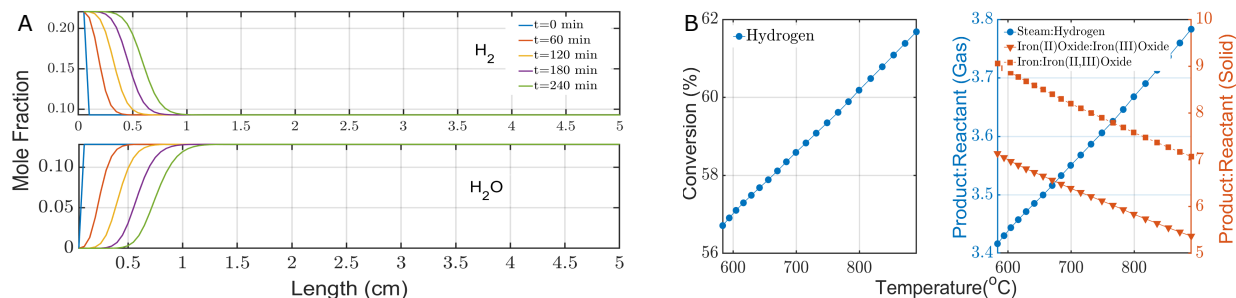 A
Mole Fraction
0.20
0.15
0.10
H2
t=0 min
t=60 min
t=120 min
t=180 min
t=240 min
0 0.5 1 1.5 2 2.5 3 3.5 4 4.5 5
0.10
0.05
0
H2O
0.5 1 1.5 2 2.5 3 3.5 4 4.5 5
Length (cm)
B
Conversion (%)
62
60
58
56
Hydrogen
600 700 800
Product:Reactant (Gas)
3.8
3.7
3.6
3.5
3.4
Steam:Hydrogen
Iron(II)Oxide:Iron(III)Oxide
Iron:Iron(II,III)Oxide
10
9
8
7
6
5
Product:Reactant (Solid)
600 700 800
Temperature(°C)